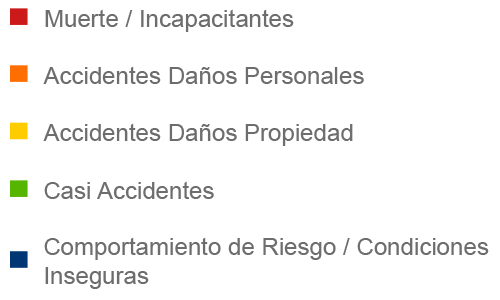 Muerte / Incapacitantes
Accidentes Daños Personales
Accidentes Daños Propiedad
Casi Accidentes
Comportamiento de Riesgo / Condiciones
Inseguras